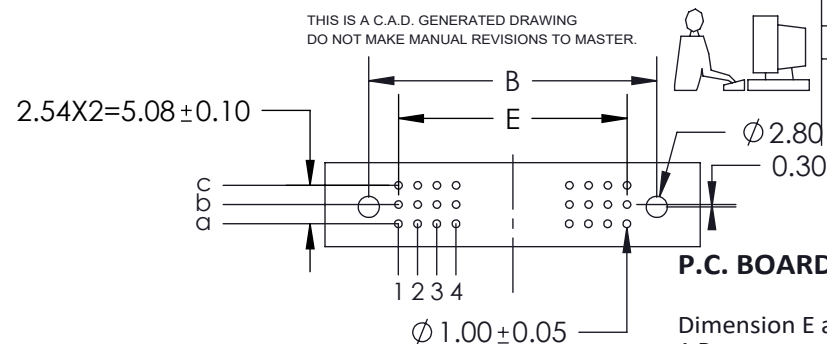 THIS IS A C.A.D. GENERATED DRAWING
DO NOT MAKE MANUAL REVISIONS TO MASTER.
B
2.54X2=5.08±0.10
E
Ø2.80
0.30
c
b
a
P.C. BOARD
1 2 3 4
Dimension E a
Ø1.00±0.05